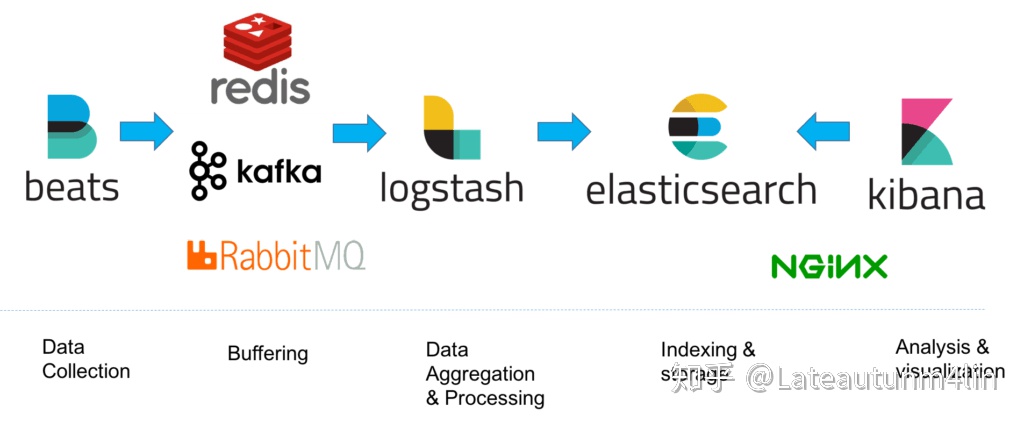 redis
beats
kafka
logstash
elasticsearch
kibana
RabbitMQ
NGINX
Data
Collection
Buffering
Data
Aggregation
& Processing
Indexing &
storage
Analysis &
visualization
知乎 @Lateautumn4lin